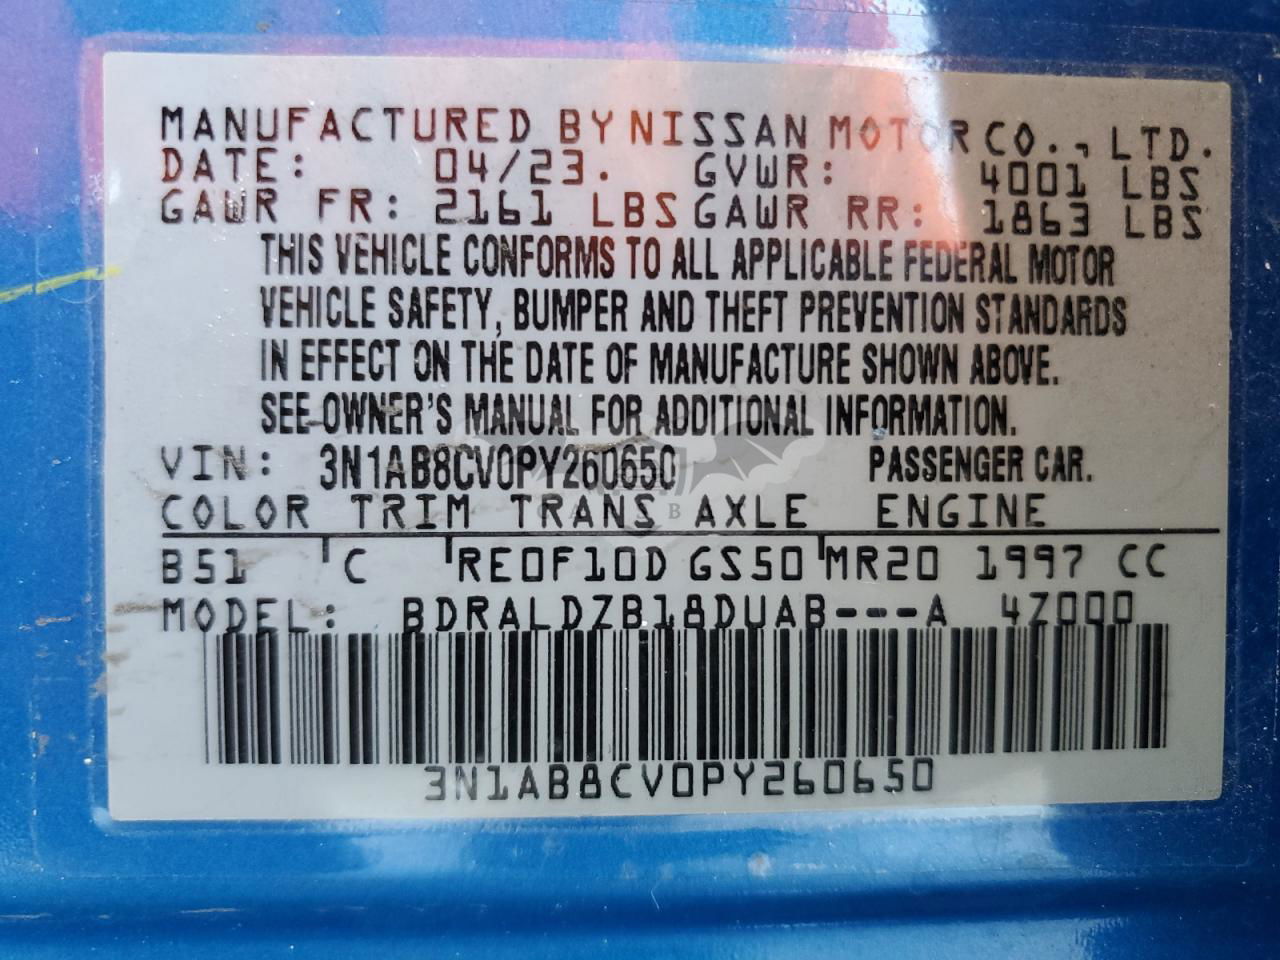 MANUFACTURED BY NISSAN MOTOR CO., LTD.
DATE: 04/23. GVWR: 4001 LBS
GAWR FR: 2161 LBS GAWR RR: 1863 LBS
THIS VEHICLE CONFORMS TO ALL APPLICABLE FEDERAL MOTOR
VEHICLE SAFETY, BUMPER AND THEFT PREVENTION STANDARDS
IN EFFECT ON THE DATE OF MANUFACTURE SHOWN ABOVE.
SEE OWNER'S MANUAL FOR ADDITIONAL INFORMATION.
VIN: 3N1AB8CV0PY260650 PASSENGER CAR.
COLOR TRIM TRANS AXLE ENGINE
B51 C RE0F10D GS50 MR20 1997 CC
MODEL: BDRALDZB18DUAB---A 4Z000
3N1AB8CV0PY260650